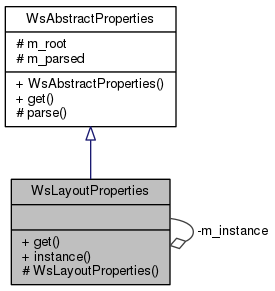 WsAbstractProperties
# m_root
# m_parsed
+ WsAbstractProperties()
+ get()
# parse()
WsLayoutProperties
-m_instance
+ get()
+ instance()
# WsLayoutProperties()